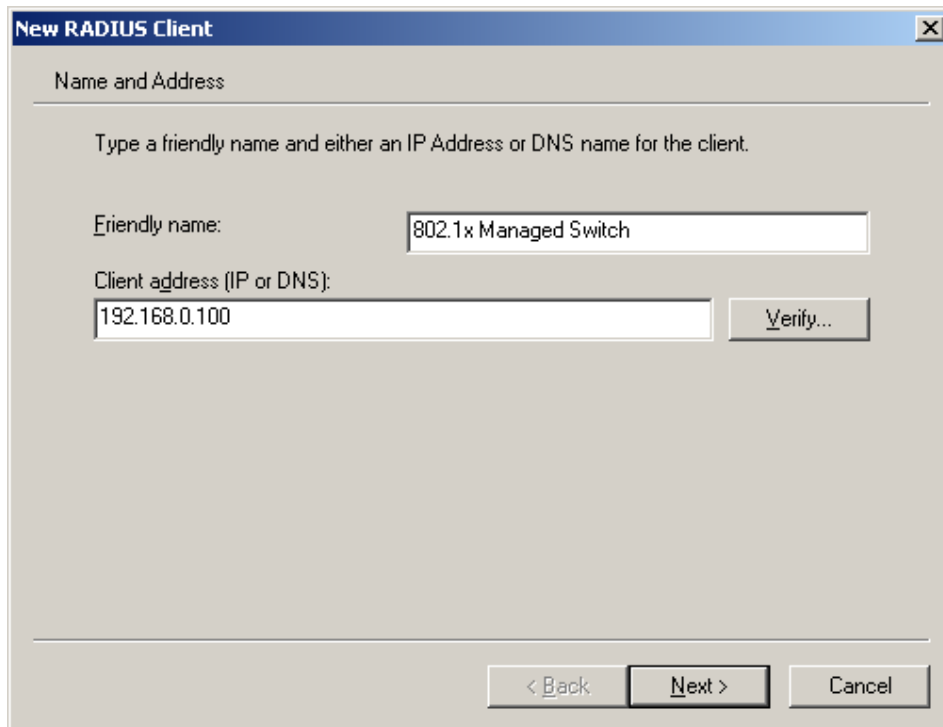 New RADIUS Client
Name and Address
Type a friendly name and either an IP Address or DNS name for the client.
Friendly name:
802.1x Managed Switch
Client address (IP or DNS):
192.168.0.100
Verify...
< Back
Next >
Cancel